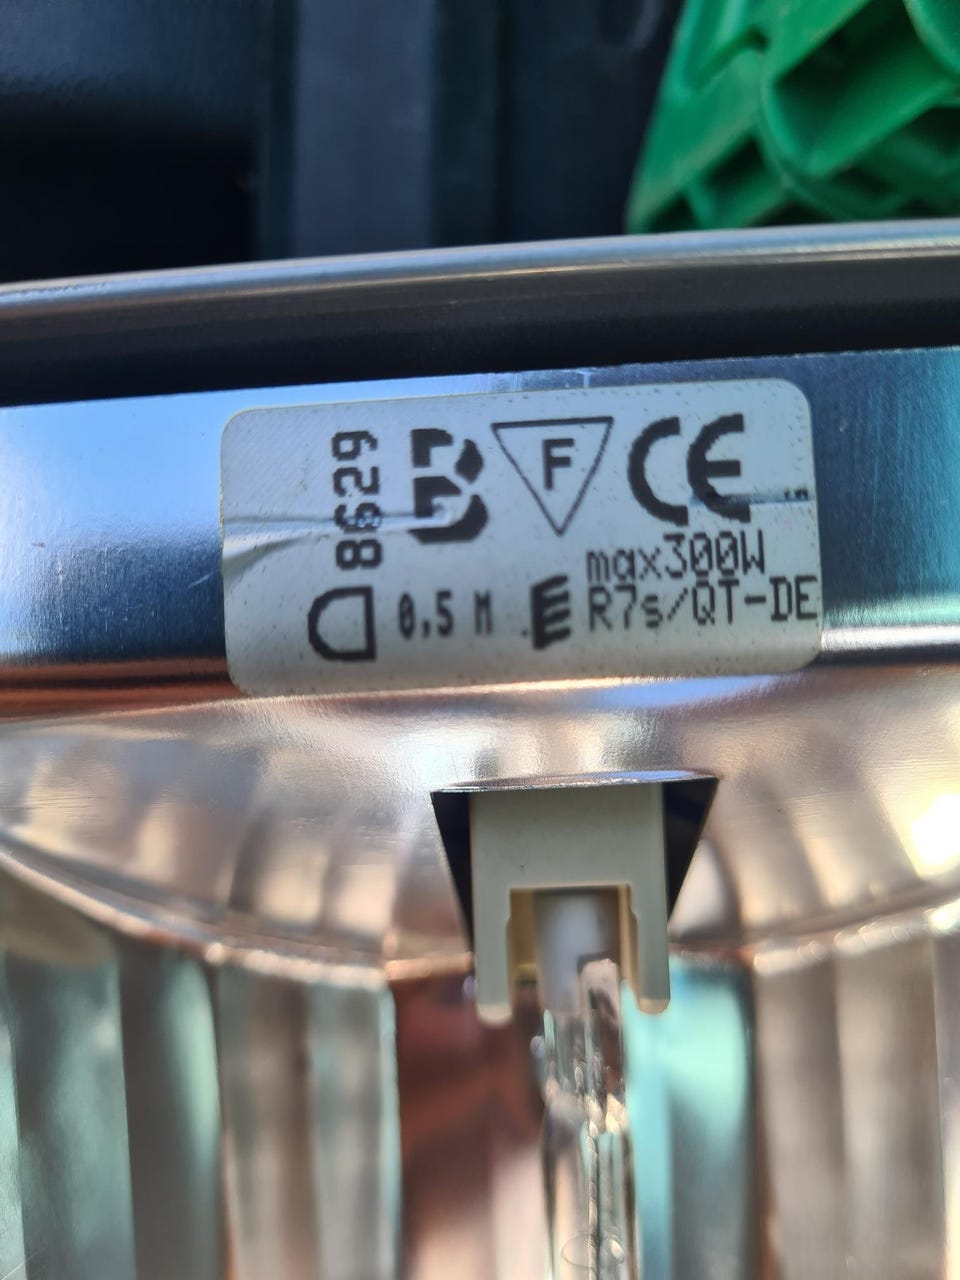 8629
B
F
CE
max300W
0,5 M
E
R7s/QT-DE